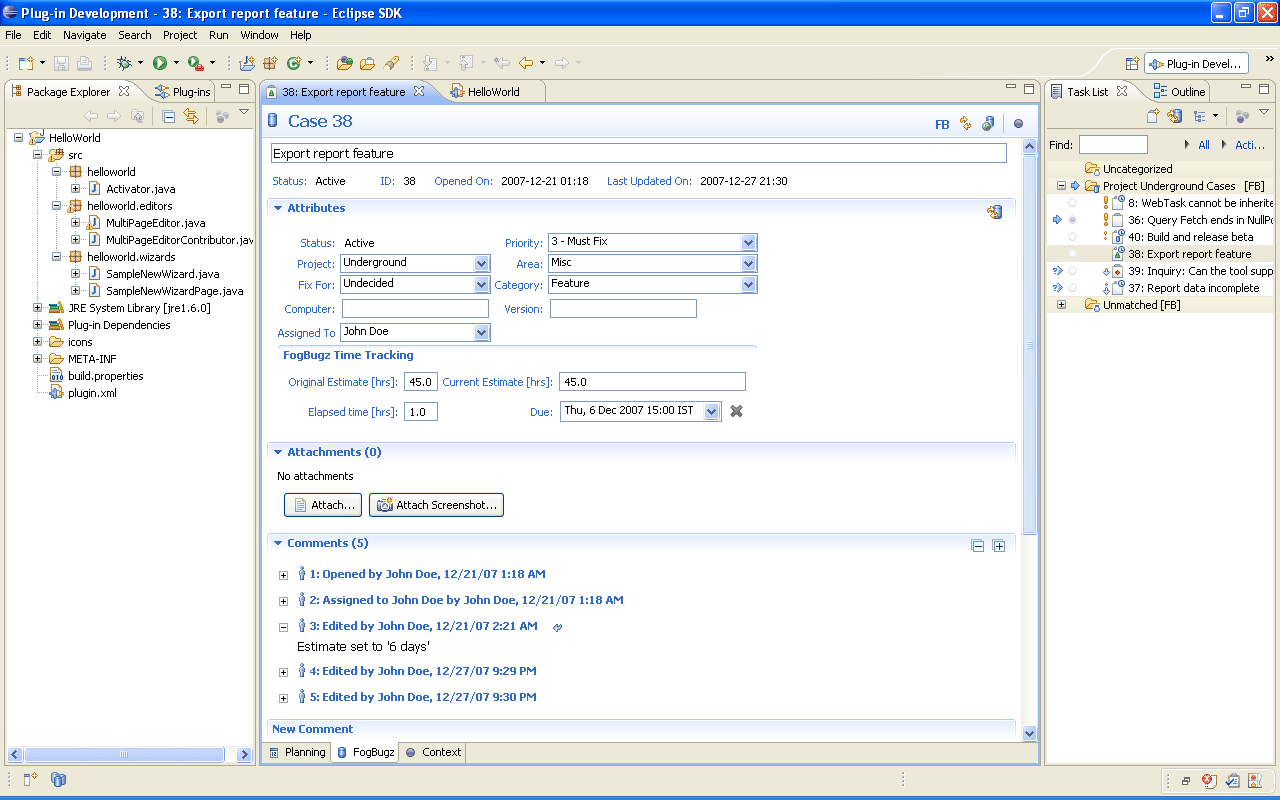 Plug-in Development - 38: Export report feature - Eclipse SDK
File Edit Navigate Search Project Run Window Help
Plug-in Devel...
Package Explorer Plug-ins
HelloWorld
src
helloworld
Activator.java
helloworld.editors
MultiPageEditor.java
MultiPageEditorContributor.jav
helloworld.wizards
SampleNewWizard.java
SampleNewWizardPage.java
JRE System Library [jre1.6.0]
Plug-in Dependencies
icons
META-INF
build.properties
plugin.xml
38: Export report feature HelloWorld
Case 38
FB
Export report feature
Status: Active ID: 38 Opened On: 2007-12-21 01:18 Last Updated On: 2007-12-27 21:30
Attributes
Status: Active Priority: 3 - Must Fix
Project: Underground Area: Misc
Fix For: Undecided Category: Feature
Computer: Version:
Assigned To John Doe
FogBugz Time Tracking
Original Estimate [hrs]: 45.0 Current Estimate [hrs]: 45.0
Elapsed time [hrs]: 1.0 Due: Thu, 6 Dec 2007 15:00 IST
Attachments (0)
No attachments
Attach... Attach Screenshot...
Comments (5)
1: Opened by John Doe, 12/21/07 1:18 AM
2: Assigned to John Doe by John Doe, 12/21/07 1:18 AM
3: Edited by John Doe, 12/21/07 2:21 AM
Estimate set to '6 days'
4: Edited by John Doe, 12/27/07 9:29 PM
5: Edited by John Doe, 12/27/07 9:30 PM
New Comment
Planning FogBugz Context
Task List Outline
Find: All Acti...
Uncategorized
Project Underground Cases [FB]
8: WebTask cannot be inherite
36: Query Fetch ends in NullPo
40: Build and release beta
38: Export report feature
39: Inquiry: Can the tool supp
37: Report data incomplete
Unmatched [FB]